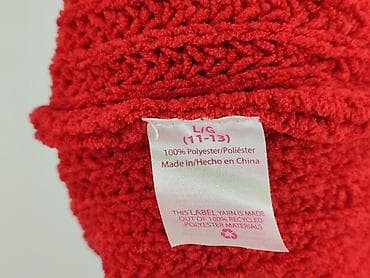 L/G
(11-13)
100% Polyester/Poliéster
Made in/Hecho en China
THIS LABEL YARN IS MADE
OUT OF 100% RECYCLED
POLYESTER MATERIALS